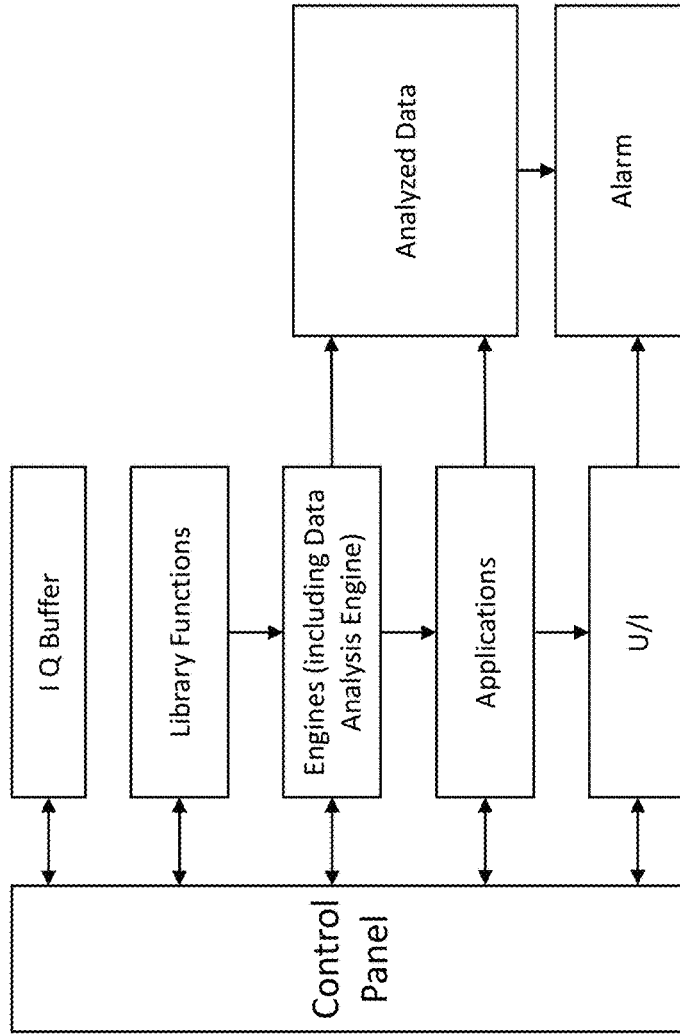 I Q Buffer
Library Functions
Engines (including Data
Analysis Engine)
Applications
U/I
Control
Panel
Analyzed Data
Alarm